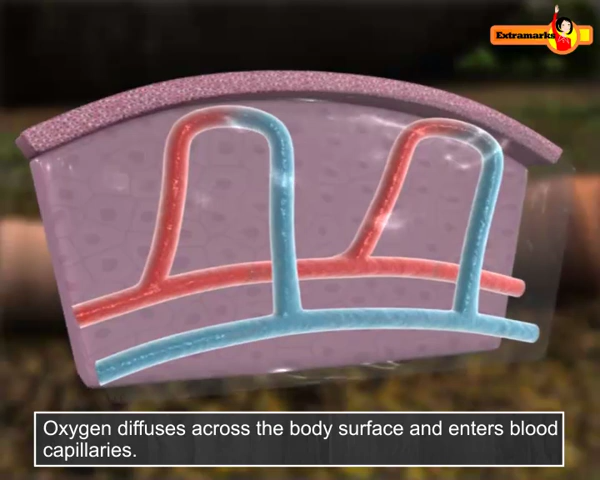 Extramarks
Oxygen diffuses across the body surface and enters blood
capillaries.